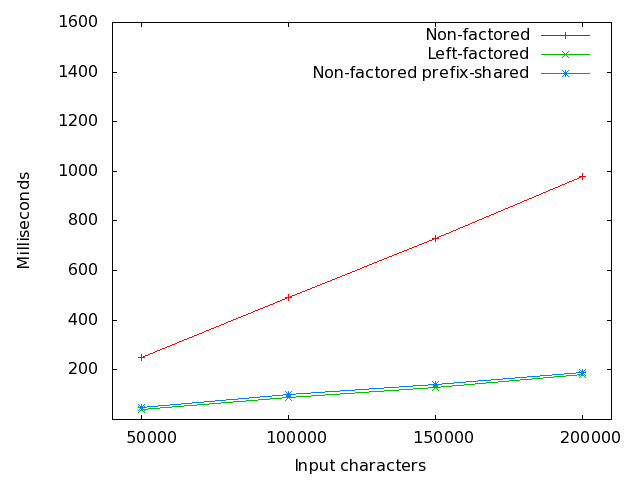 1600
1400
1200
1000
800
600
400
200
Milliseconds
Non-factored
Left-factored
Non-factored prefix-shared
50000 100000 150000 200000
Input characters